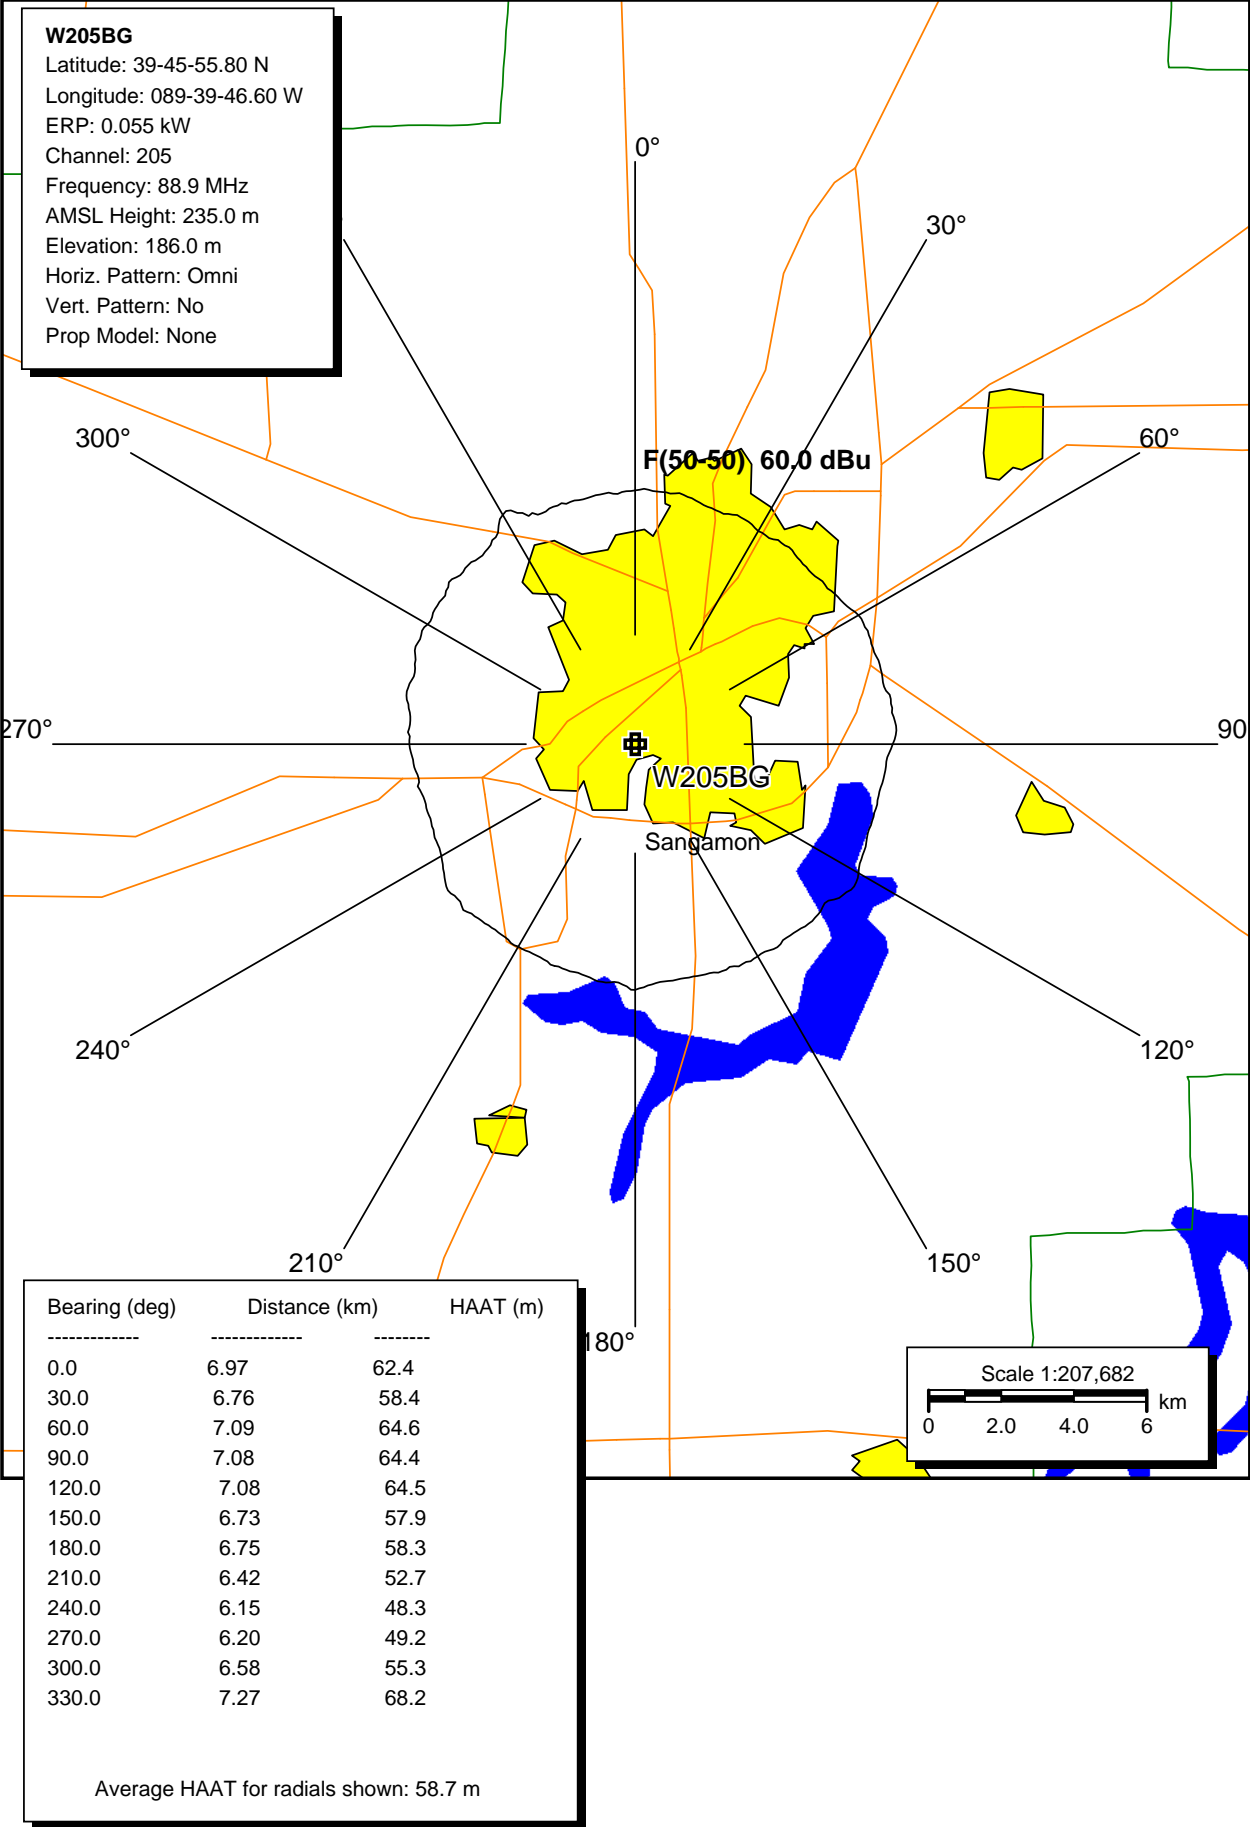 W205BG
Latitude: 39-45-55.80 N
Longitude: 089-39-46.60 W
ERP: 0.055 kW
Channel: 205
Frequency: 88.9 MHz
AMSL Height: 235.0 m
Elevation: 186.0 m
Horiz. Pattern: Omni
Vert. Pattern: No
Prop Model: None
0°
30°
300°
60°
F(50-50) 60.0 dBu
270°
90
W205BG
Sangamon
240°
120°
210°
150°
180°
Bearing (deg) Distance (km) HAAT (m)
------------- ------------- --------
0.0 6.97 62.4
30.0 6.76 58.4
60.0 7.09 64.6
90.0 7.08 64.4
120.0 7.08 64.5
150.0 6.73 57.9
180.0 6.75 58.3
210.0 6.42 52.7
240.0 6.15 48.3
270.0 6.20 49.2
300.0 6.58 55.3
330.0 7.27 68.2
Average HAAT for radials shown: 58.7 m
Scale 1:207,682
km
0 2.0 4.0 6